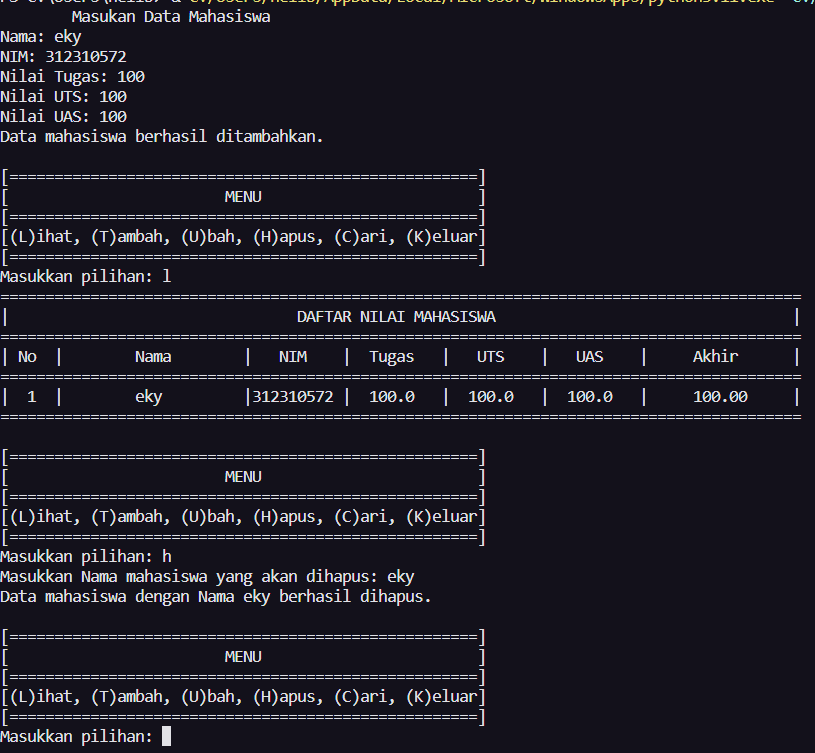 Masukan Data Mahasiswa
Nama: eky
NIM: 312310572
Nilai Tugas: 100
Nilai UTS: 100
Nilai UAS: 100
Data mahasiswa berhasil ditambahkan.
[====================================================]
[ MENU ]
[====================================================]
[(L)ihat, (T)ambah, (U)bah, (H)apus, (C)ari, (K)eluar]
[====================================================]
Masukkan pilihan: l
=========================================================================================
| DAFTAR NILAI MAHASISWA |
=========================================================================================
| No | Nama | NIM | Tugas | UTS | UAS | Akhir |
=========================================================================================
| 1 | eky |312310572 | 100.0 | 100.0 | 100.0 | 100.00 |
=========================================================================================
[====================================================]
[ MENU ]
[====================================================]
[(L)ihat, (T)ambah, (U)bah, (H)apus, (C)ari, (K)eluar]
[====================================================]
Masukkan pilihan: h
Masukkan Nama mahasiswa yang akan dihapus: eky
Data mahasiswa dengan Nama eky berhasil dihapus.
[====================================================]
[ MENU ]
[====================================================]
[(L)ihat, (T)ambah, (U)bah, (H)apus, (C)ari, (K)eluar]
[====================================================]
Masukkan pilihan: